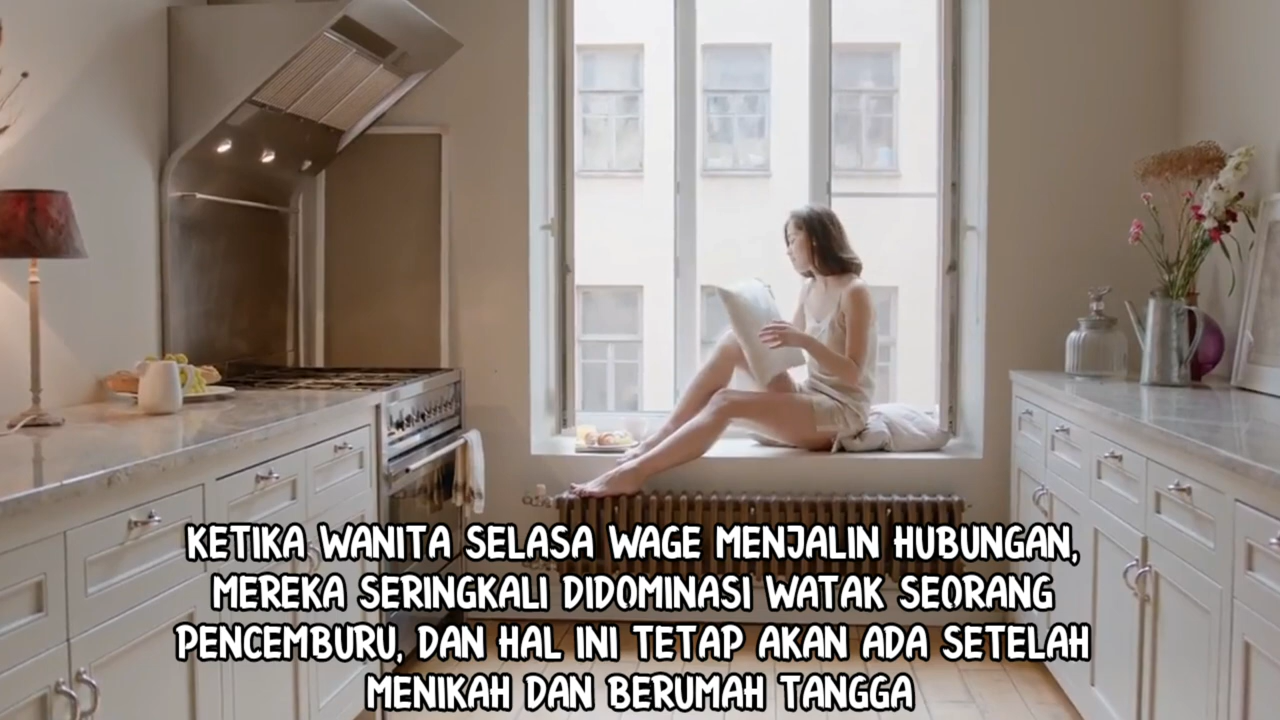 KETIKA WANITA SELASA WAGE MENJALIN HUBUNGAN,
MEREKA SERINGKALI DIDOMINASI WATAK SEORANG
PENCEMBURU, DAN HAL INI TETAP AKAN ADA SETELAH
MENIKAH DAN BERUMAH TANGGA